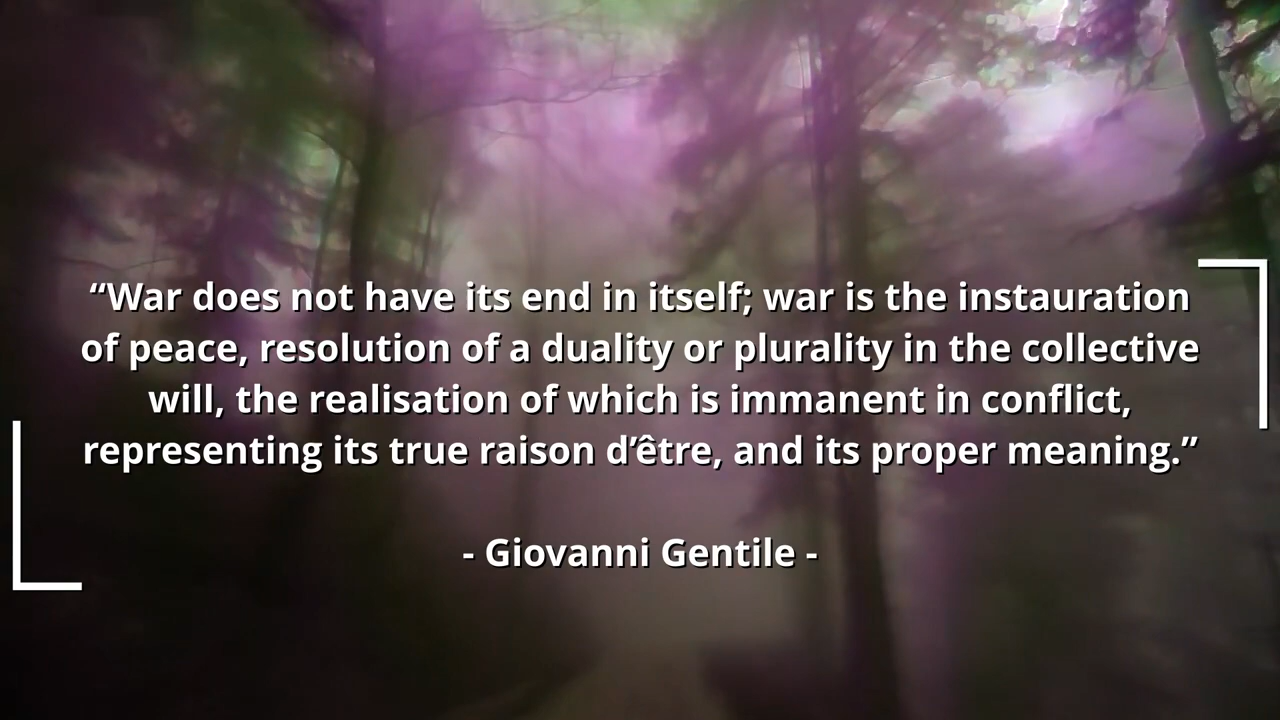 “War does not have its end in itself; war is the instauration
of peace, resolution of a duality or plurality in the collective
will, the realisation of which is immanent in conflict,
representing its true raison d’être, and its proper meaning.”
- Giovanni Gentile -